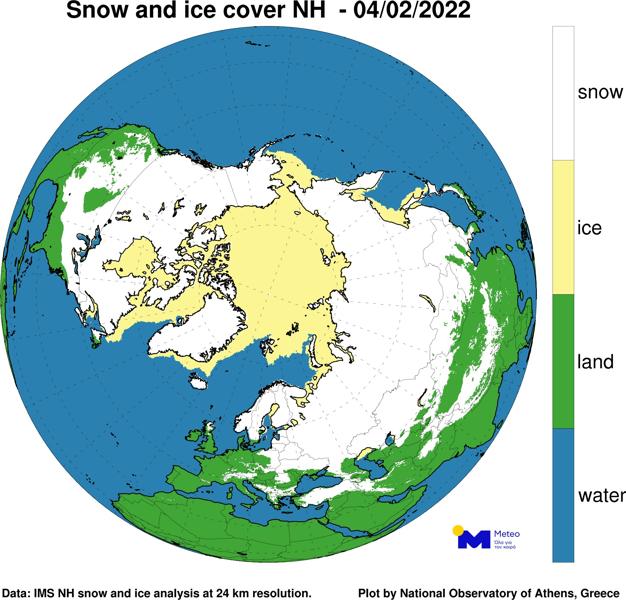 Snow and ice cover NH - 04/02/2022
snow
ice
land
water
M Meteo
Όλα για
τον καιρό
Data: IMS NH snow and ice analysis at 24 km resolution.
Plot by National Observatory of Athens, Greece